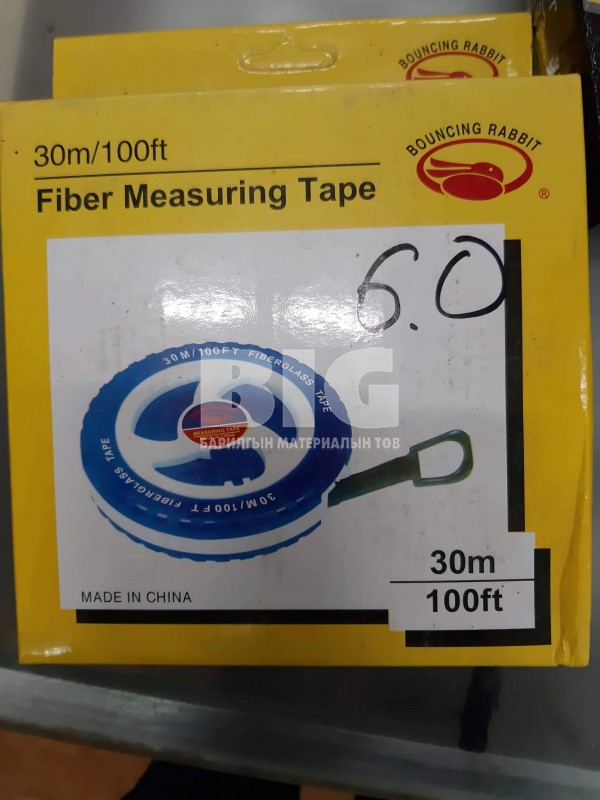 BOUNCING RABBIT
30m/100ft
Fiber Measuring Tape
BOUNCING RABBIT
®
6.0
30M/100FT FIBERGLASS TAPE
BIG
MEASURING TAPE
БАРИЛГЫН МАТЕРИАЛЫН ТӨВ
30M/100FT FIBERGLASS TAPE
30m
100ft
MADE IN CHINA